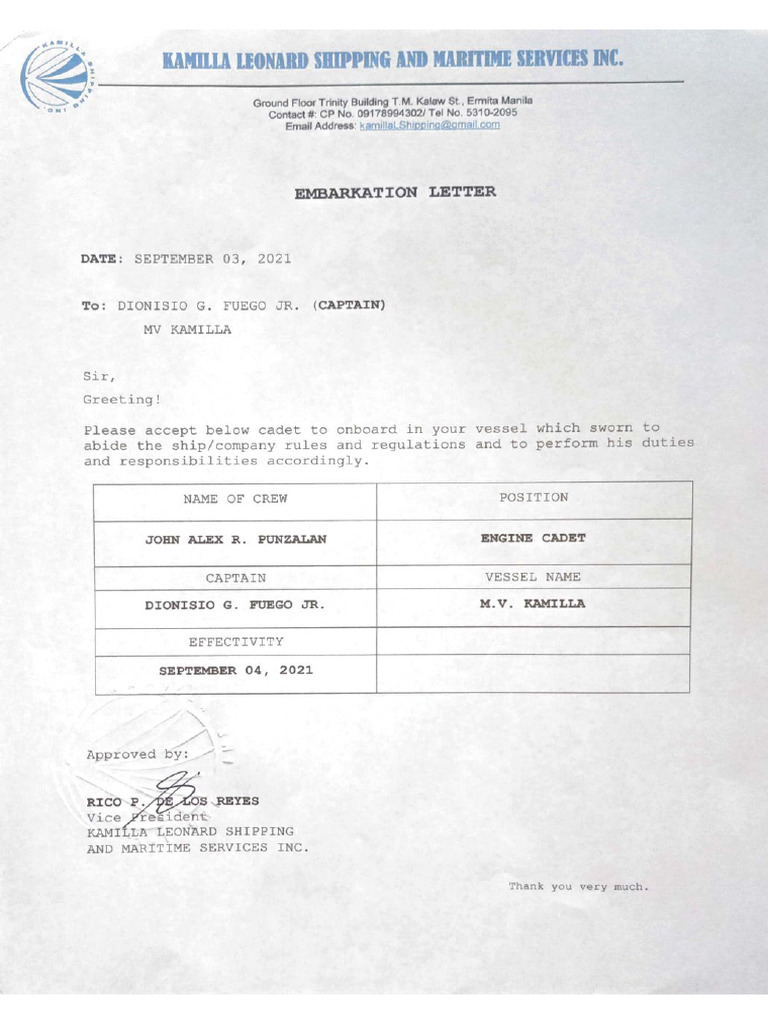 KAMILLA SHIPPING INC.
KAMILLA LEONARD SHIPPING AND MARITIME SERVICES INC.
Ground Floor Trinity Building T.M. Kalaw St., Ermita Manila
Contact #: CP No. 09178994302/ Tel No. 5310-2095
Email Address: kamillaLShipping@gmail.com
EMBARKATION LETTER
DATE: SEPTEMBER 03, 2021
To: DIONISIO G. FUEGO JR. (CAPTAIN)
MV KAMILLA
Sir,
Greeting!
Please accept below cadet to onboard in your vessel which sworn to
abide the ship/company rules and regulations and to perform his duties
and responsibilities accordingly.
NAME OF CREW POSITION
JOHN ALEX R. PUNZALAN ENGINE CADET
CAPTAIN VESSEL NAME
DIONISIO G. FUEGO JR. M.V. KAMILLA
EFFECTIVITY
SEPTEMBER 04, 2021
Approved by:
RICO P. DE LOS REYES
Vice President
KAMILLA LEONARD SHIPPING
AND MARITIME SERVICES INC.
Thank you very much.